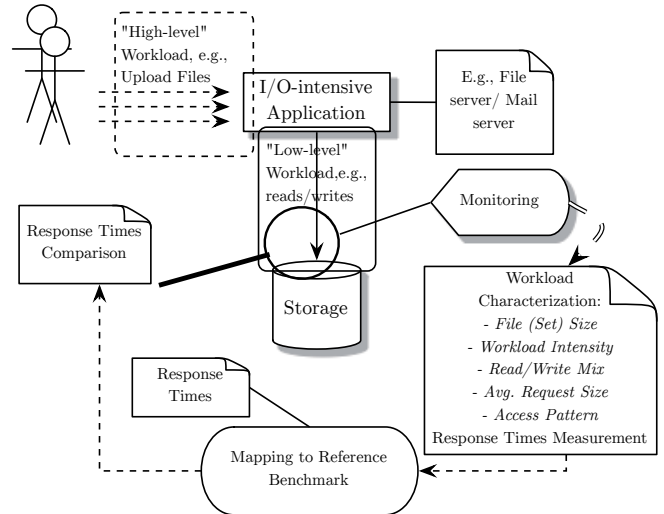 "High-level"
Workload, e.g.,
Upload Files
I/O-intensive
Application
E.g., File
server/ Mail
server
"Low-level"
Workload,e.g.,
reads/writes
Monitoring
Response Times
Comparison
Storage
Workload
Characterization:
- File (Set) Size
- Workload Intensity
- Read/Write Mix
- Avg. Request Size
- Access Pattern
Response Times Measurement
Response
Times
Mapping to Reference
Benchmark